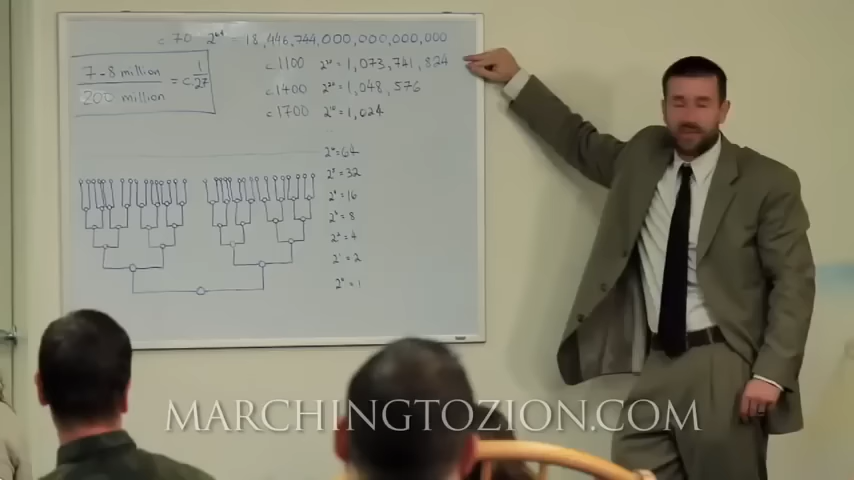 c 70 2⁶⁴ = 18,446,744,000,000,000,000
7-8 million
200 million
= c. 1/27
c.1100 2³⁰ = 1,073,741,824
c.1400 2²⁰ = 1,048,576
c.1700 2¹⁰ = 1,024
2⁶ = 64
2⁵ = 32
2⁴ = 16
2³ = 8
2² = 4
2¹ = 2
2⁰ = 1
MARCHINGTOZION.COM